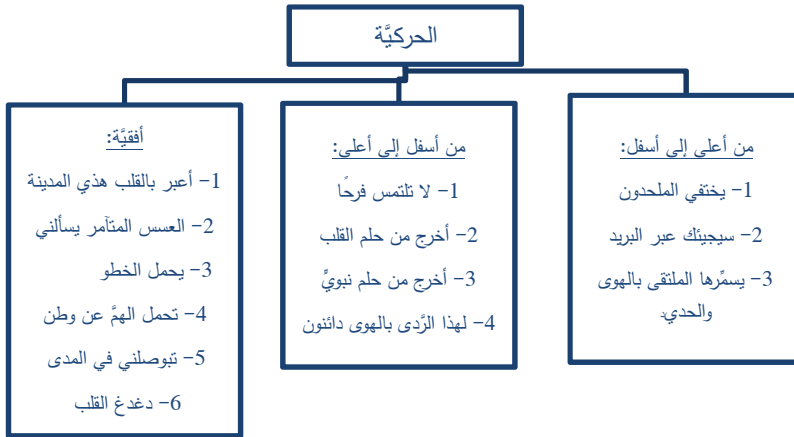 الحركيَّة
من أعلى إلى أسفل:
1- يختفي الملحدون
2- سيجيئك عبر البريد
3- يسمِّرها الملتقى بالهوى
والحديد
من أسفل إلى أعلى:
1- لا تلتمس فرحًا
2- أخرج من حلم القلب
3- أخرج من حلم نبويٍّ
4- لهذا الرَّدى بالهوى دائنون
أفقيَّة:
1- أعبر بالقلب هذي المدينة
2- العسس المتآمر يسألني
3- يحمل الخطو
4- تحمل الهمَّ عن وطن
5- تبوصلني في المدى
6- دغدغ القلب